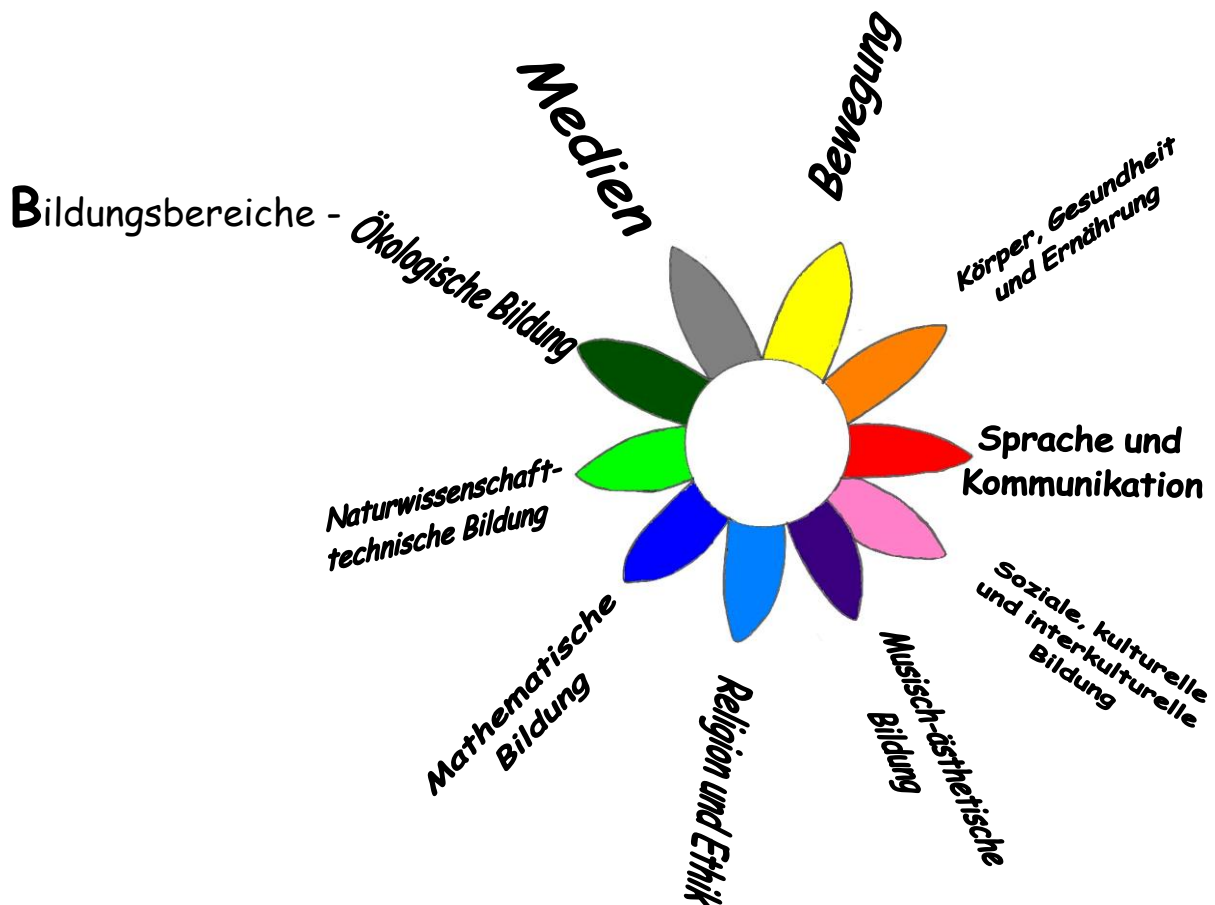 Bildungsbereiche -
Medien
Bewegung
Körper, Gesundheit
und Ernährung
Sprache und
Kommunikation
Soziale, kulturelle
und interkulturelle
Bildung
Musisch-ästhetische
Bildung
Religion und Ethik
Mathematische
Bildung
Naturwissenschaft-
technische Bildung
Ökologische Bildung